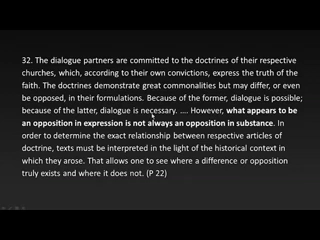 32. The dialogue partners are committed to the doctrines of their respective
churches, which, according to their own convictions, express the truth of the
faith. The doctrines demonstrate great commonalities but may differ, or even
be opposed, in their formulations. Because of the former, dialogue is possible;
because of the latter, dialogue is necessary. .... However, what appears to be
an opposition in expression is not always an opposition in substance. In
order to determine the exact relationship between respective articles of
doctrine, texts must be interpreted in the light of the historical context in
which they arose. That allows one to see where a difference or opposition
truly exists and where it does not. (P 22)